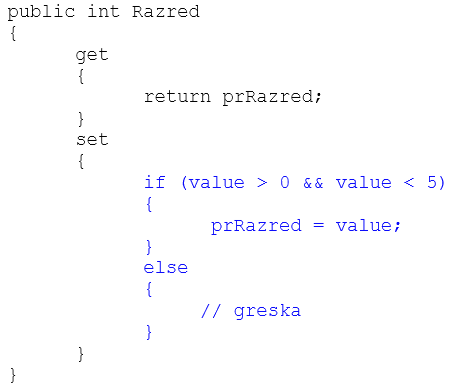 public int Razred
{
get
{
return prRazred;
}
set
{
if (value > 0 && value < 5)
{
prRazred = value;
}
else
{
// greska
}
}
}